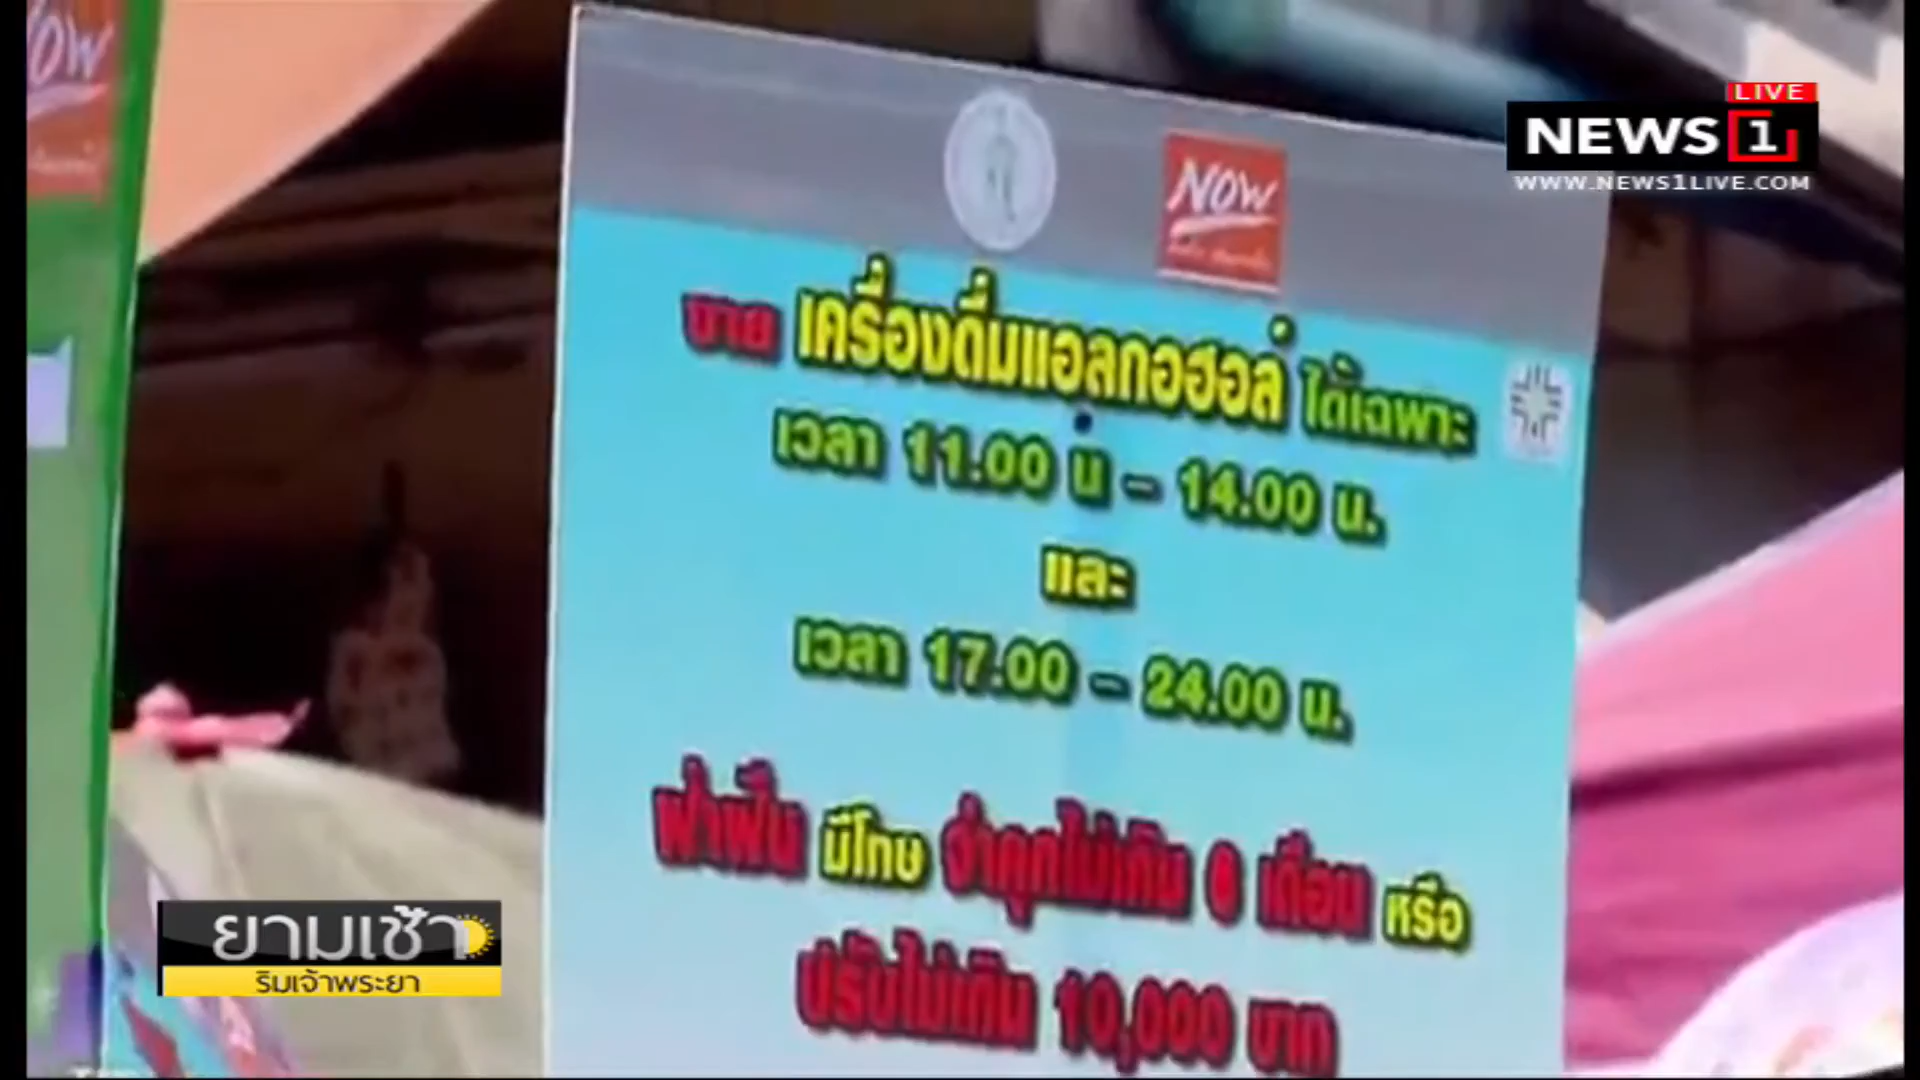 NOW
LIVE
NEWS 1
WWW.NEWS1LIVE.COM
NOW
ขาย เครื่องดื่มแอลกอฮอล์ ได้เฉพาะ
เวลา 11.00 น - 14.00 น.
และ
เวลา 17.00 - 24.00 น.
ฝ่าฝืน มีโทษ จำคุกไม่เกิน เดือน หรือ
ปรับไม่เกิน 10,000 บาท
ยามเช้า
ริมเจ้าพระยา